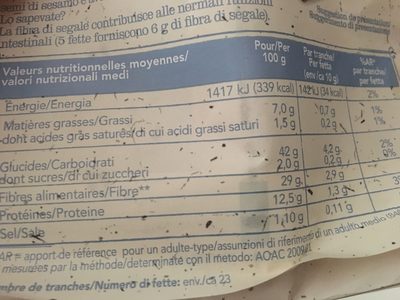 semi di sesamo e
Lo sapevate?
La fibra di segale contribuisce alle normali funzioni
intestinali (5 fette forniscono 6 g di fibra di segale).
Valeurs nutritionnelles moyennes/
valori nutrizionali medi
Pour/Per
100 g
Par tranche/
Per fetta
(env./ca 10 g)
%AR*
par tranche/
per fetta
Énergie/Energia 1417 kJ (339 kcal) 142 kJ (34 kcal) 2%
Matières grasses/Grassi 7,0 g 0,7 g 1%
dont acides gras saturés/di cui acidi grassi saturi 1,5 g 0,2 g 1%
Glucides/Carboidrati 42 g 4,2 g 2%
dont sucres/di cui zuccheri 2,0 g 0,2 g 0%
Fibres alimentaires/Fibre** 29 g 2,9 g
Protéines/Proteine 12,5 g 1,3 g
Sel/Sale 1,10 g 0,11 g
AR = apport de référence pour un adulte-type/assunzioni di riferimento di un adulto medio
mesurées par la méthode/determinate con il metodo: AOAC
mbre de tranches/Numero di fette: env./ca 23